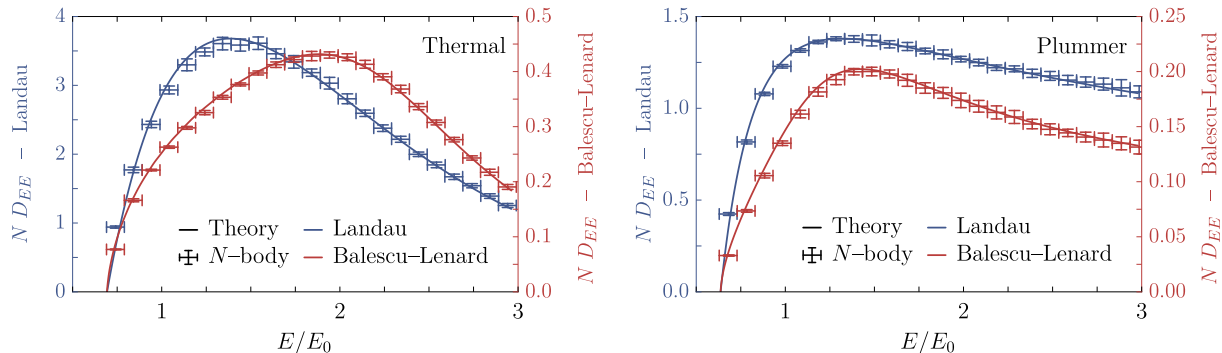 4
3
2
1
0
N D_EE – Landau
Thermal
0.5
0.4
0.3
0.2
0.1
0.0
N D_EE – Balescu–Lenard
Theory
Landau
N–body
Balescu–Lenard
1
2
3
E/E_0
1.5
1.0
0.5
0.0
N D_EE – Landau
Plummer
0.25
0.20
0.15
0.10
0.05
0.00
N D_EE – Balescu–Lenard
Theory
Landau
N–body
Balescu–Lenard
1
2
3
E/E_0